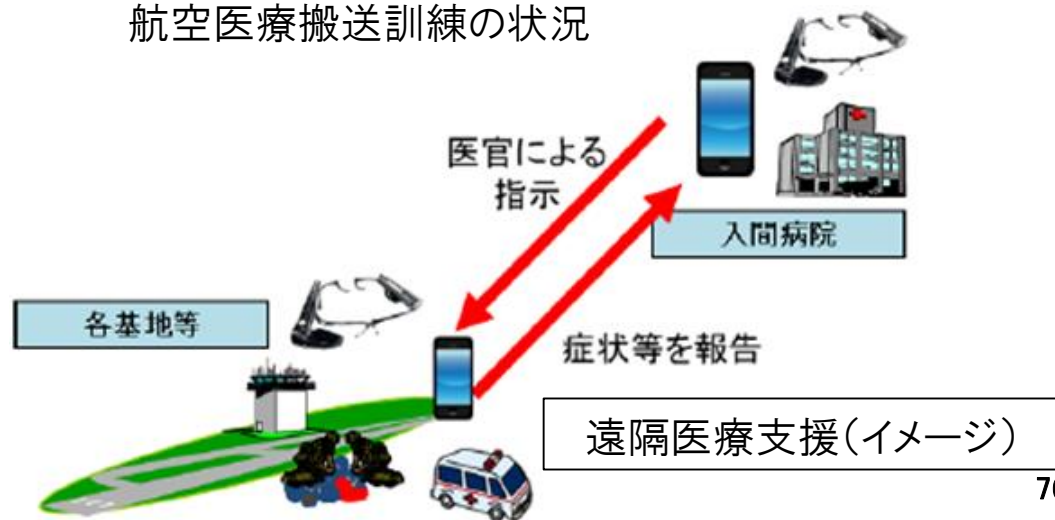 航空医療搬送訓練の状況
医官による
指示
入間病院
各基地等
症状等を報告
遠隔医療支援（イメージ）